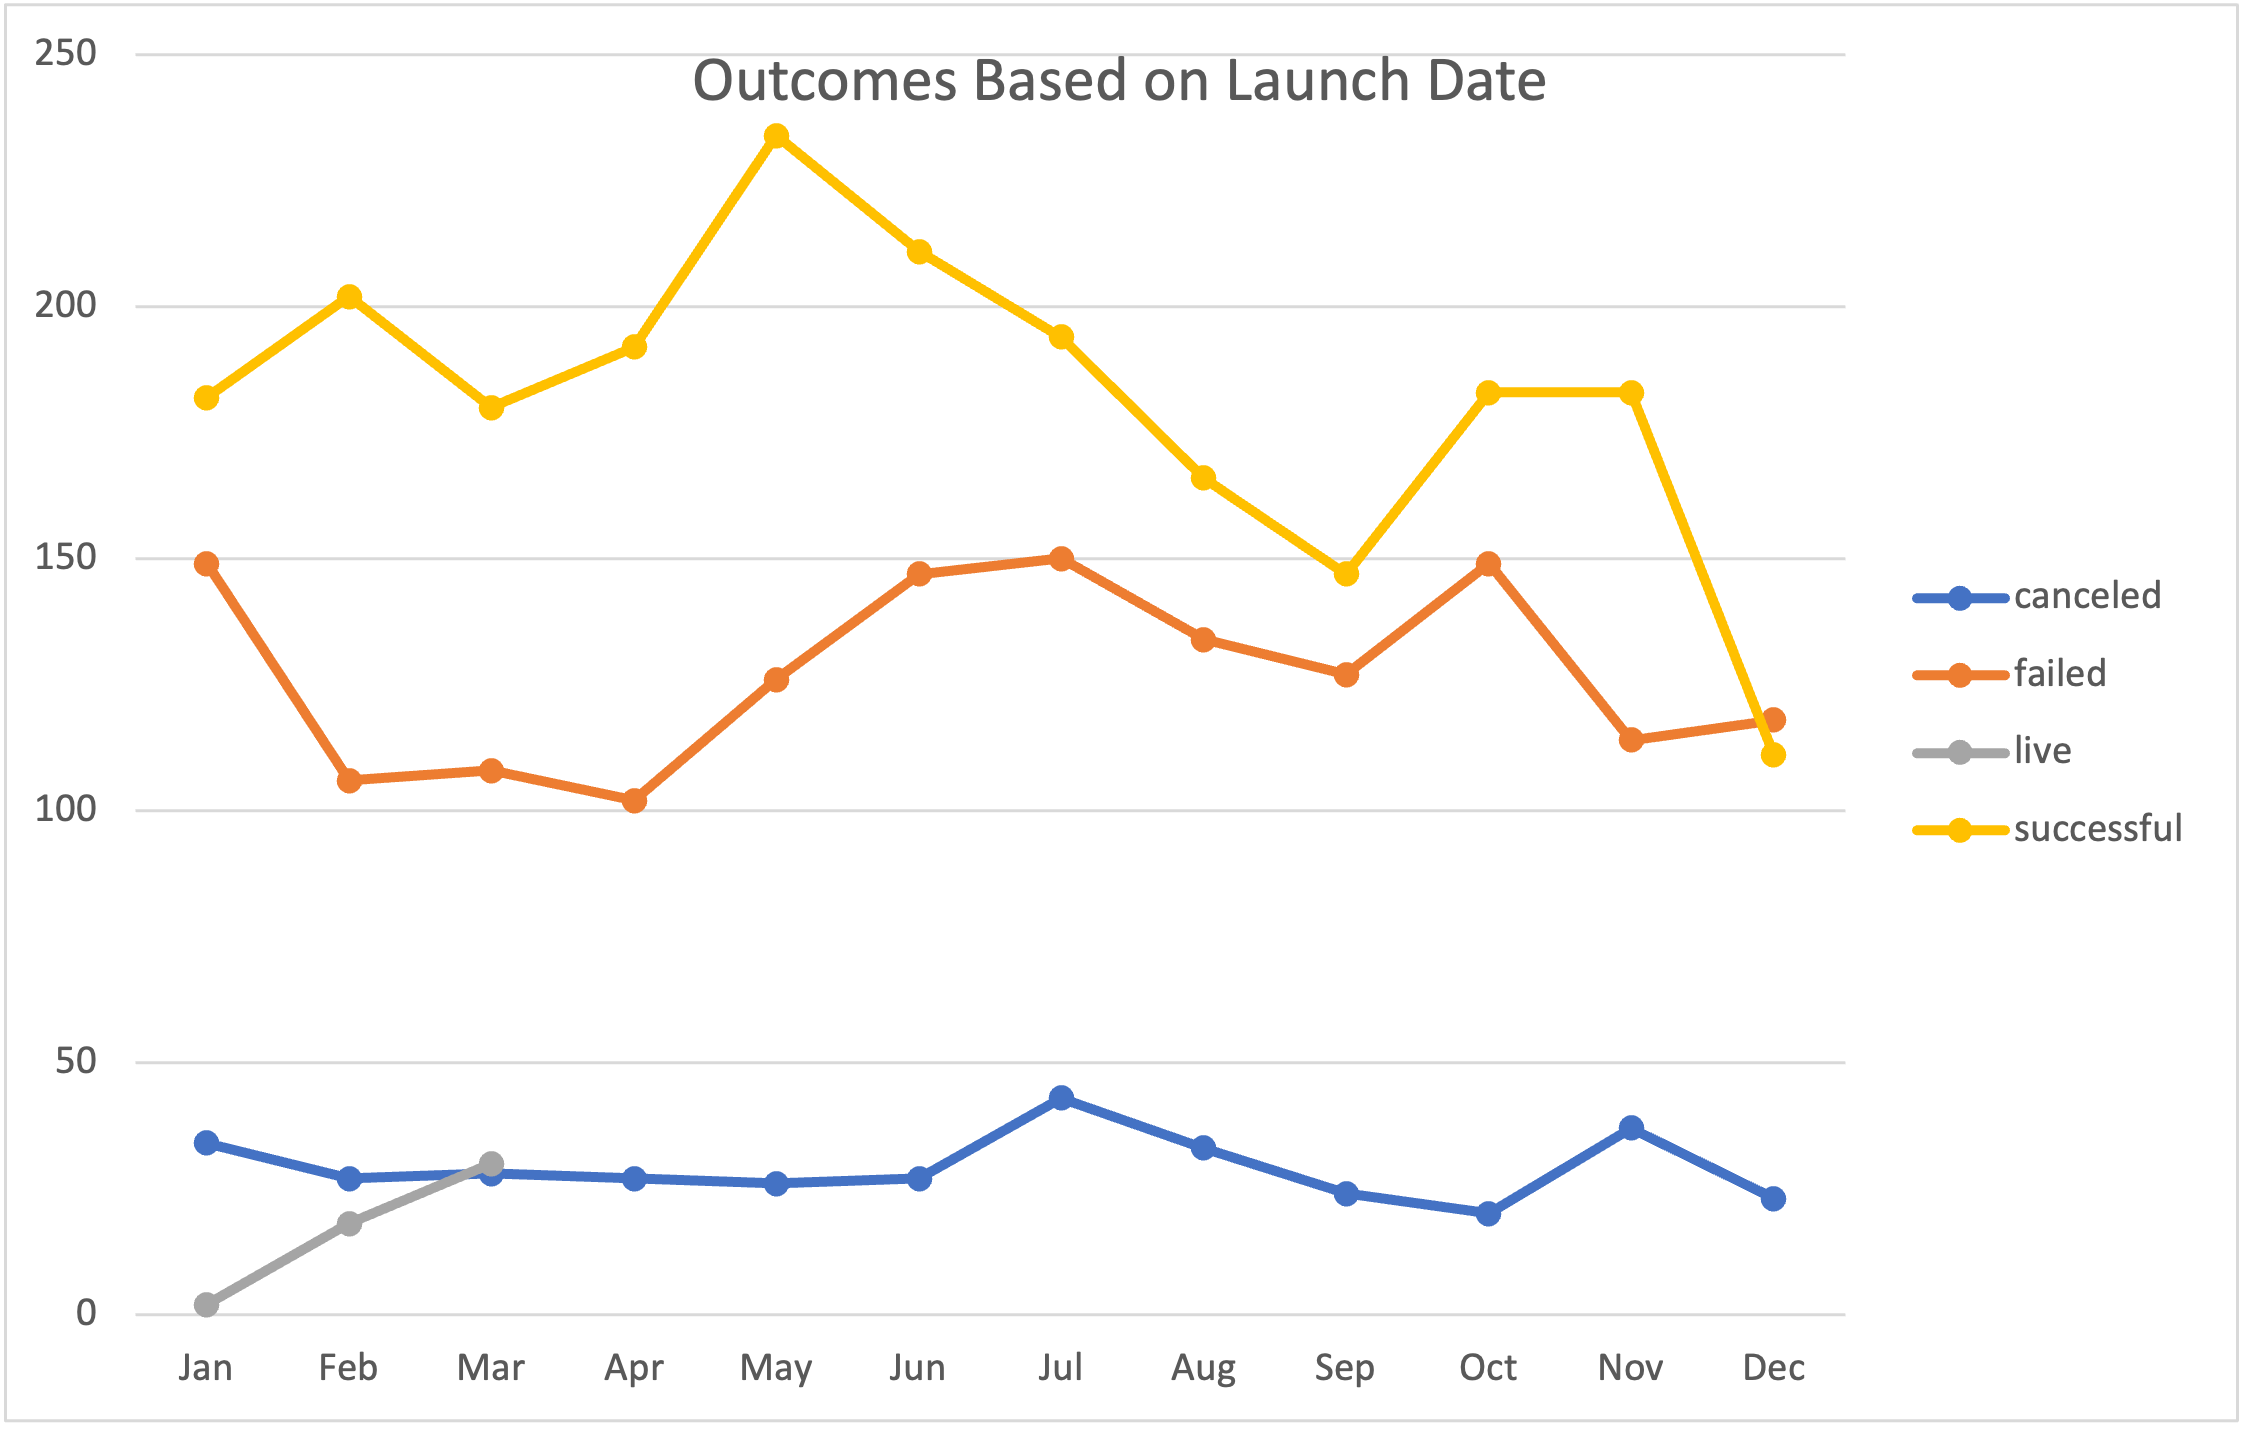 Outcomes Based on Launch Date
250
200
150
100
50
0
Jan Feb Mar Apr May Jun Jul Aug Sep Oct Nov Dec
canceled
failed
live
successful